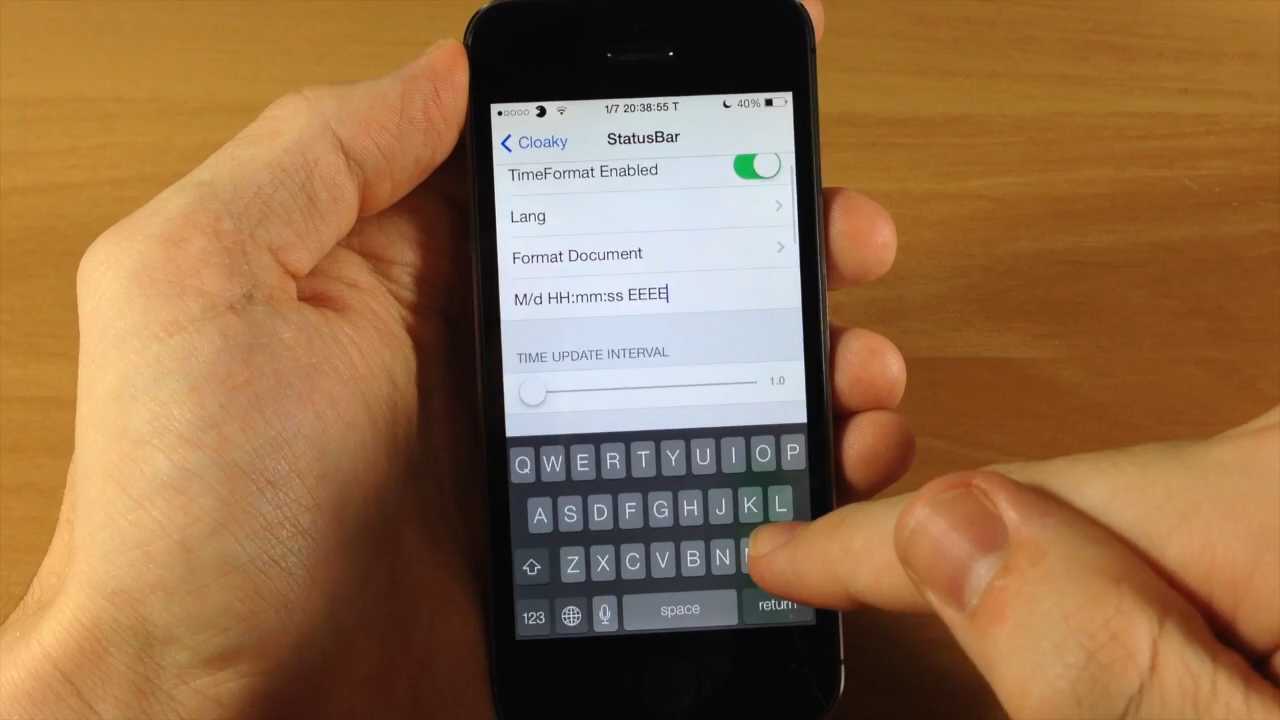 1/7 20:38:55 T 40%
Cloaky StatusBar
TimeFormat Enabled
Lang
Format Document
M/d HH:mm:ss EEEE
TIME UPDATE INTERVAL
1.0
Q W E R T Y U I O P
A S D F G H J K L
Z X C V B N
123 space return